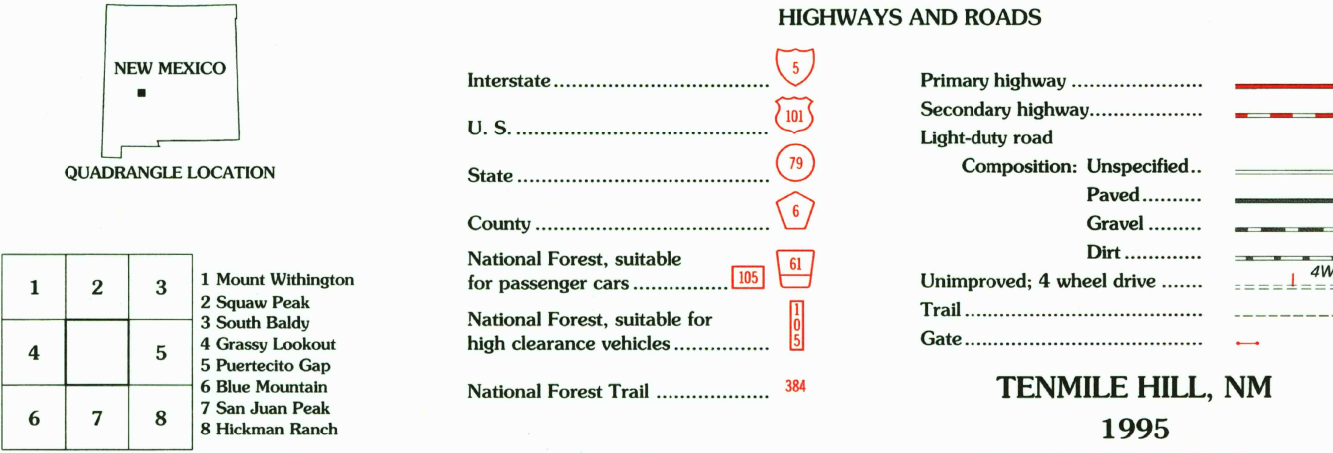 NEW MEXICO
QUADRANGLE LOCATION
1 2 3
4 5
6 7 8
1 Mount Withington
2 Squaw Peak
3 South Baldy
4 Grassy Lookout
5 Puertecito Gap
6 Blue Mountain
7 San Juan Peak
8 Hickman Ranch
HIGHWAYS AND ROADS
Interstate.................................. 5
U. S. ........................................ 101
State ........................................ 79
County ..................................... 6
National Forest, suitable
for passenger cars .............. 105 61
National Forest, suitable for
high clearance vehicles............... 105
National Forest Trail .................. 384
Primary highway .....................
Secondary highway..................
Light-duty road
Composition: Unspecified..
Paved..........
Gravel .........
Dirt ............
Unimproved; 4 wheel drive ....... 4W
Trail......................................
Gate......................................
TENMILE HILL, NM
1995